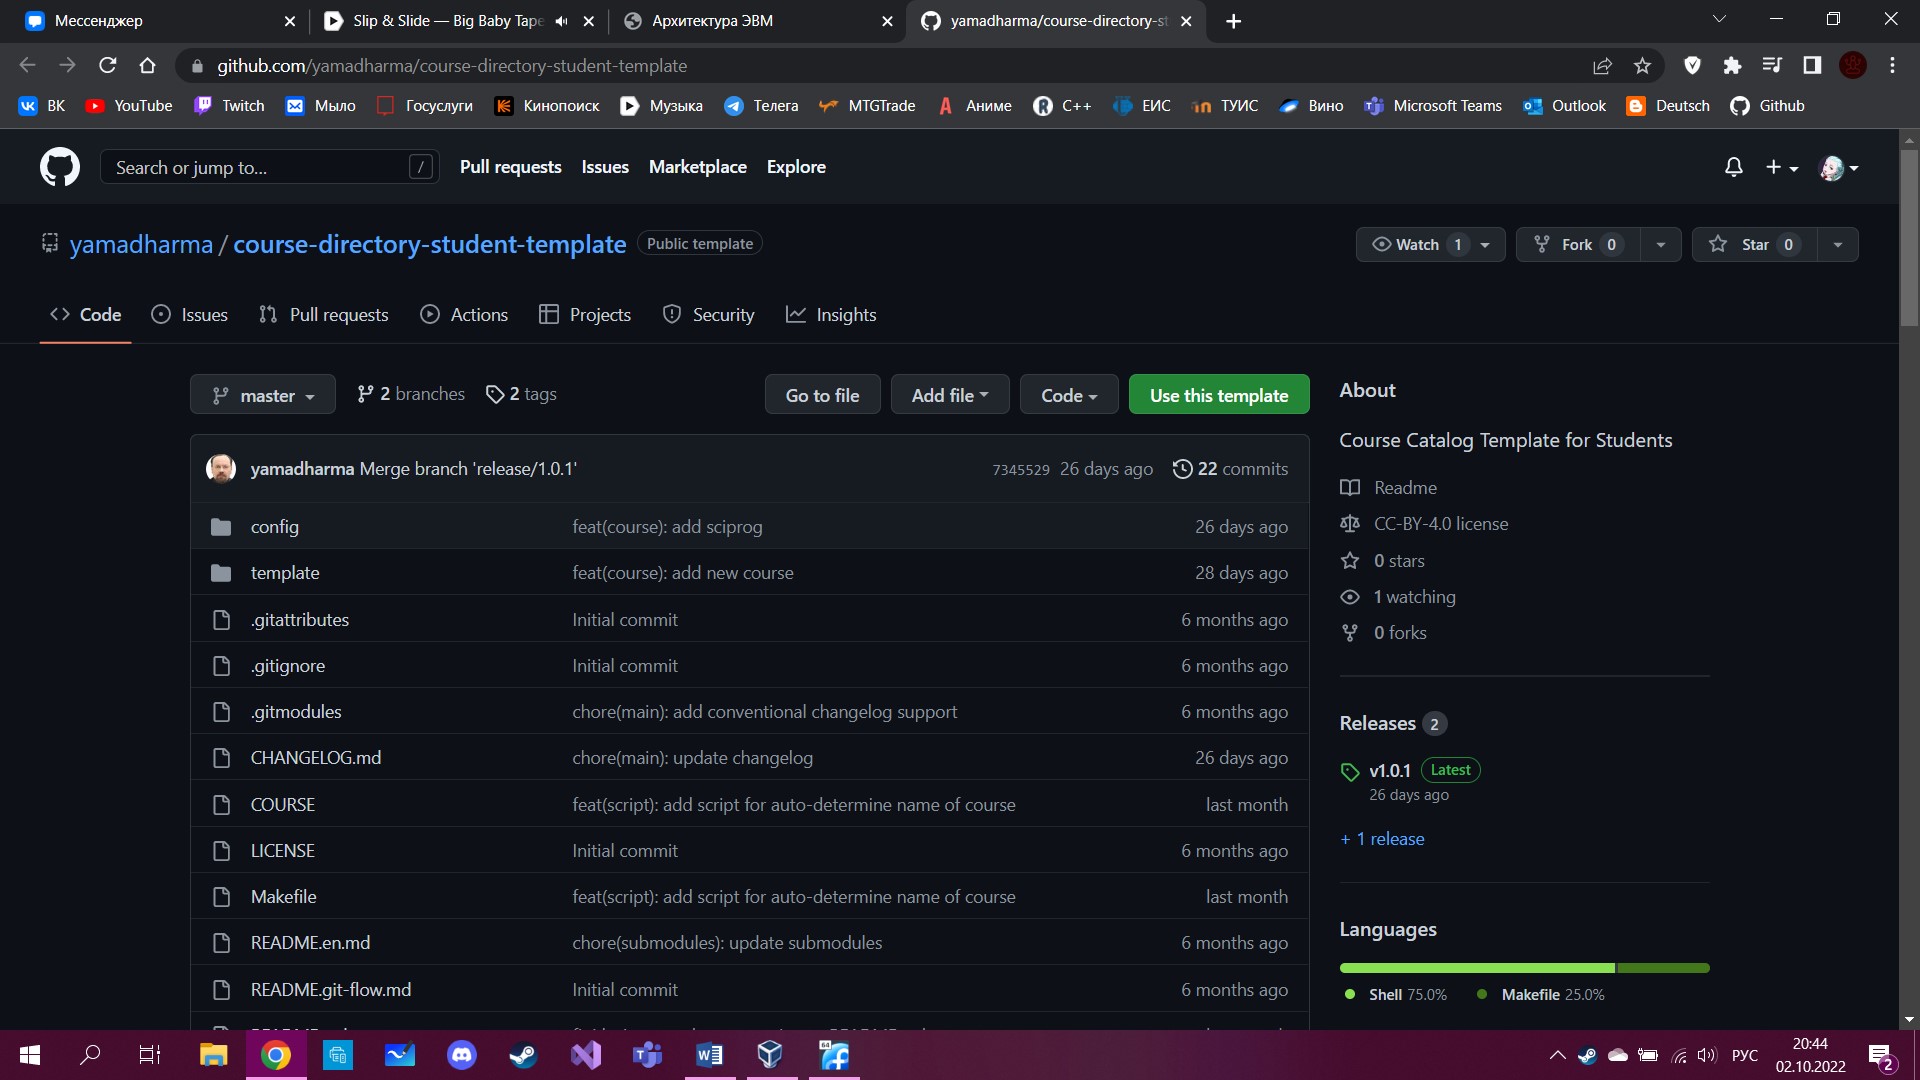 Мессенджер
Slip & Slide — Big Baby Tape
Архитектура ЭВМ
yamadharma/course-directory-st
github.com/yamadharma/course-directory-student-template
ВК YouTube Twitch Мыло Госуслуги Кинопоиск Музыка Телега MTGTrade Аниме C++ ЕИС ТУИС Вино Microsoft Teams Outlook Deutsch Github
Search or jump to... /
Pull requests Issues Marketplace Explore
yamadharma / course-directory-student-template Public template
Watch 1 Fork 0 Star 0
Code Issues Pull requests Actions Projects Security Insights
master 2 branches 2 tags Go to file Add file Code Use this template
yamadharma Merge branch 'release/1.0.1' 7345529 26 days ago 22 commits
config feat(course): add sciprog 26 days ago
template feat(course): add new course 28 days ago
.gitattributes Initial commit 6 months ago
.gitignore Initial commit 6 months ago
.gitmodules chore(main): add conventional changelog support 6 months ago
CHANGELOG.md chore(main): update changelog 26 days ago
COURSE feat(script): add script for auto-determine name of course last month
LICENSE Initial commit 6 months ago
Makefile feat(script): add script for auto-determine name of course last month
README.en.md chore(submodules): update submodules 6 months ago
README.git-flow.md Initial commit 6 months ago
About
Course Catalog Template for Students
Readme
CC-BY-4.0 license
0 stars
1 watching
0 forks
Releases 2
v1.0.1 Latest
26 days ago
+ 1 release
Languages
Shell 75.0% Makefile 25.0%
РУС
20:44
02.10.2022
2